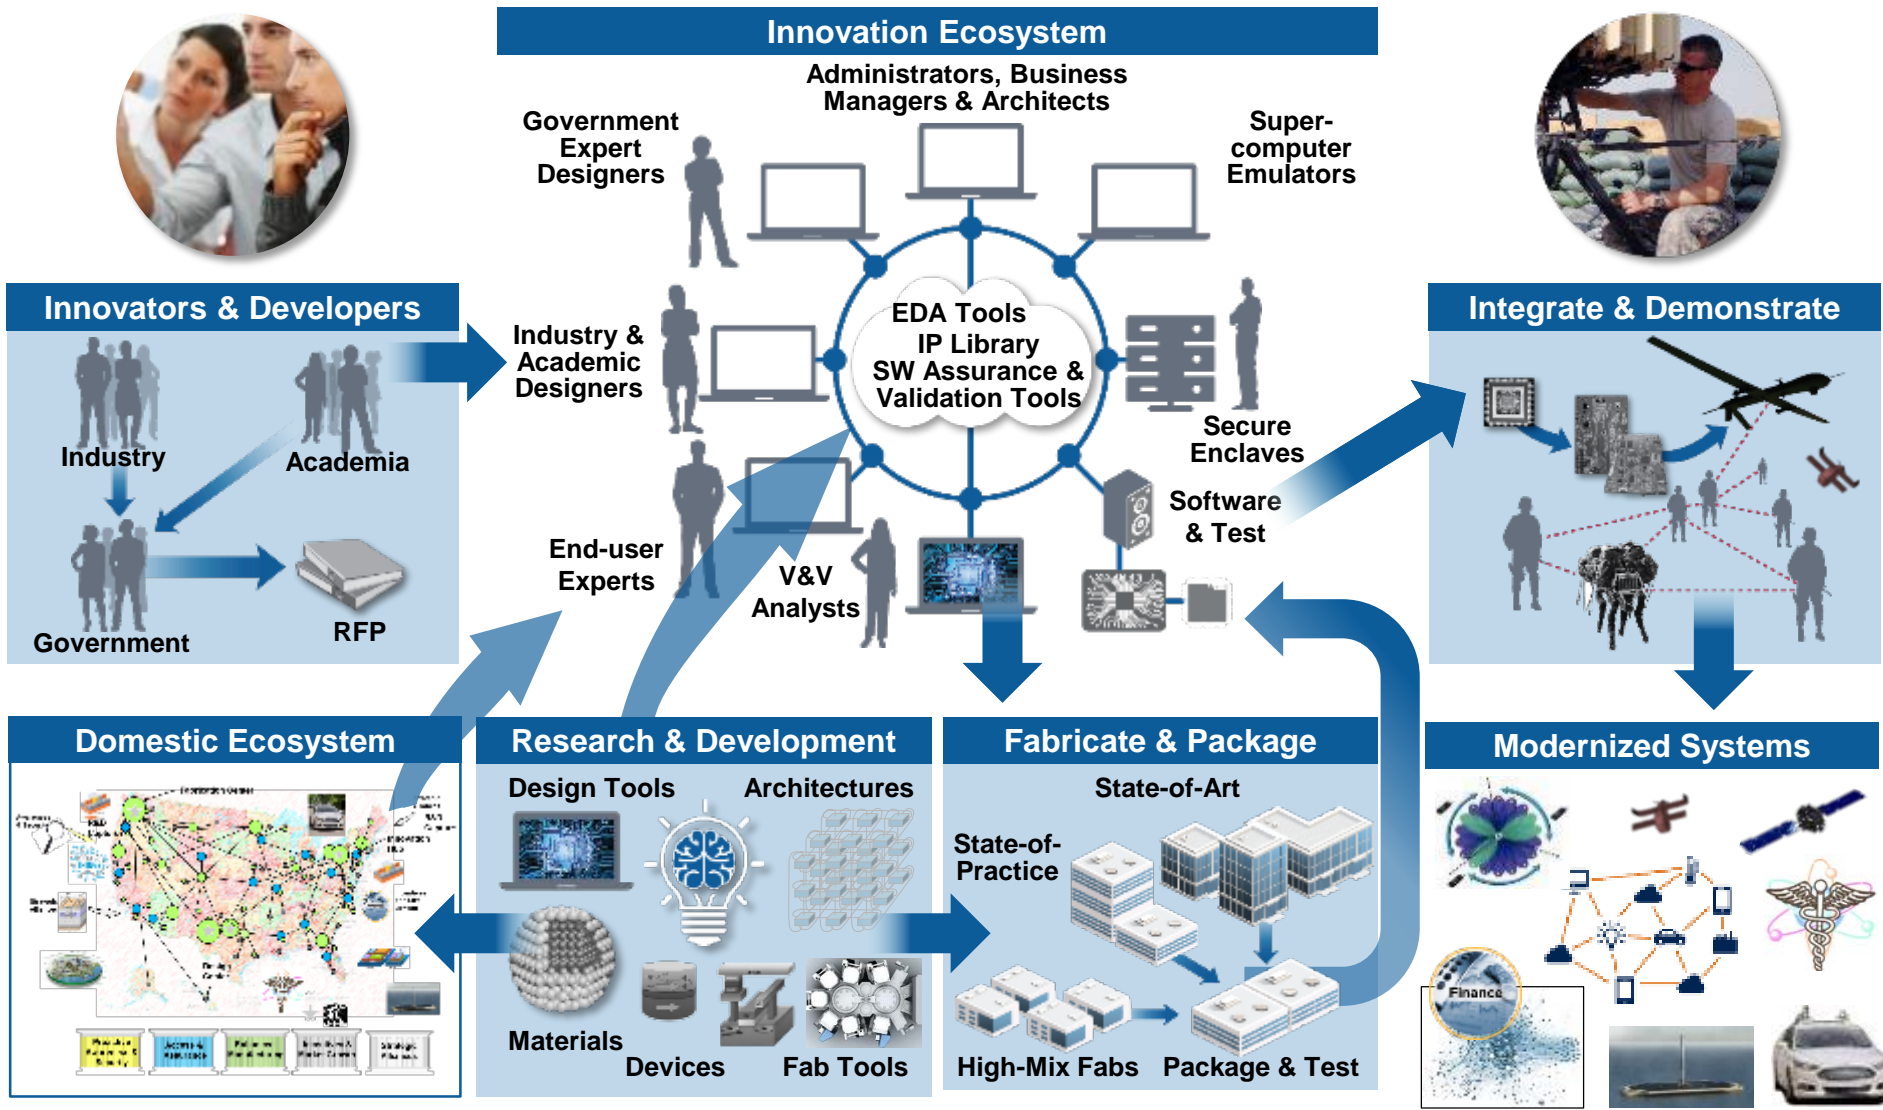 Innovation Ecosystem
Administrators, Business
Managers & Architects
Government
Expert
Designers
Super-
computer
Emulators
Innovators & Developers
Industry
Academia
Government
RFP
Industry &
Academic
Designers
EDA Tools
IP Library
SW Assurance &
Validation Tools
Secure
Enclaves
Software
& Test
End-user
Experts
V&V
Analysts
Integrate & Demonstrate
Domestic Ecosystem
Research & Development
Design Tools
Architectures
Materials
Devices
Fab Tools
Fabricate & Package
State-of-Art
State-of-
Practice
High-Mix Fabs
Package & Test
Modernized Systems
Finance